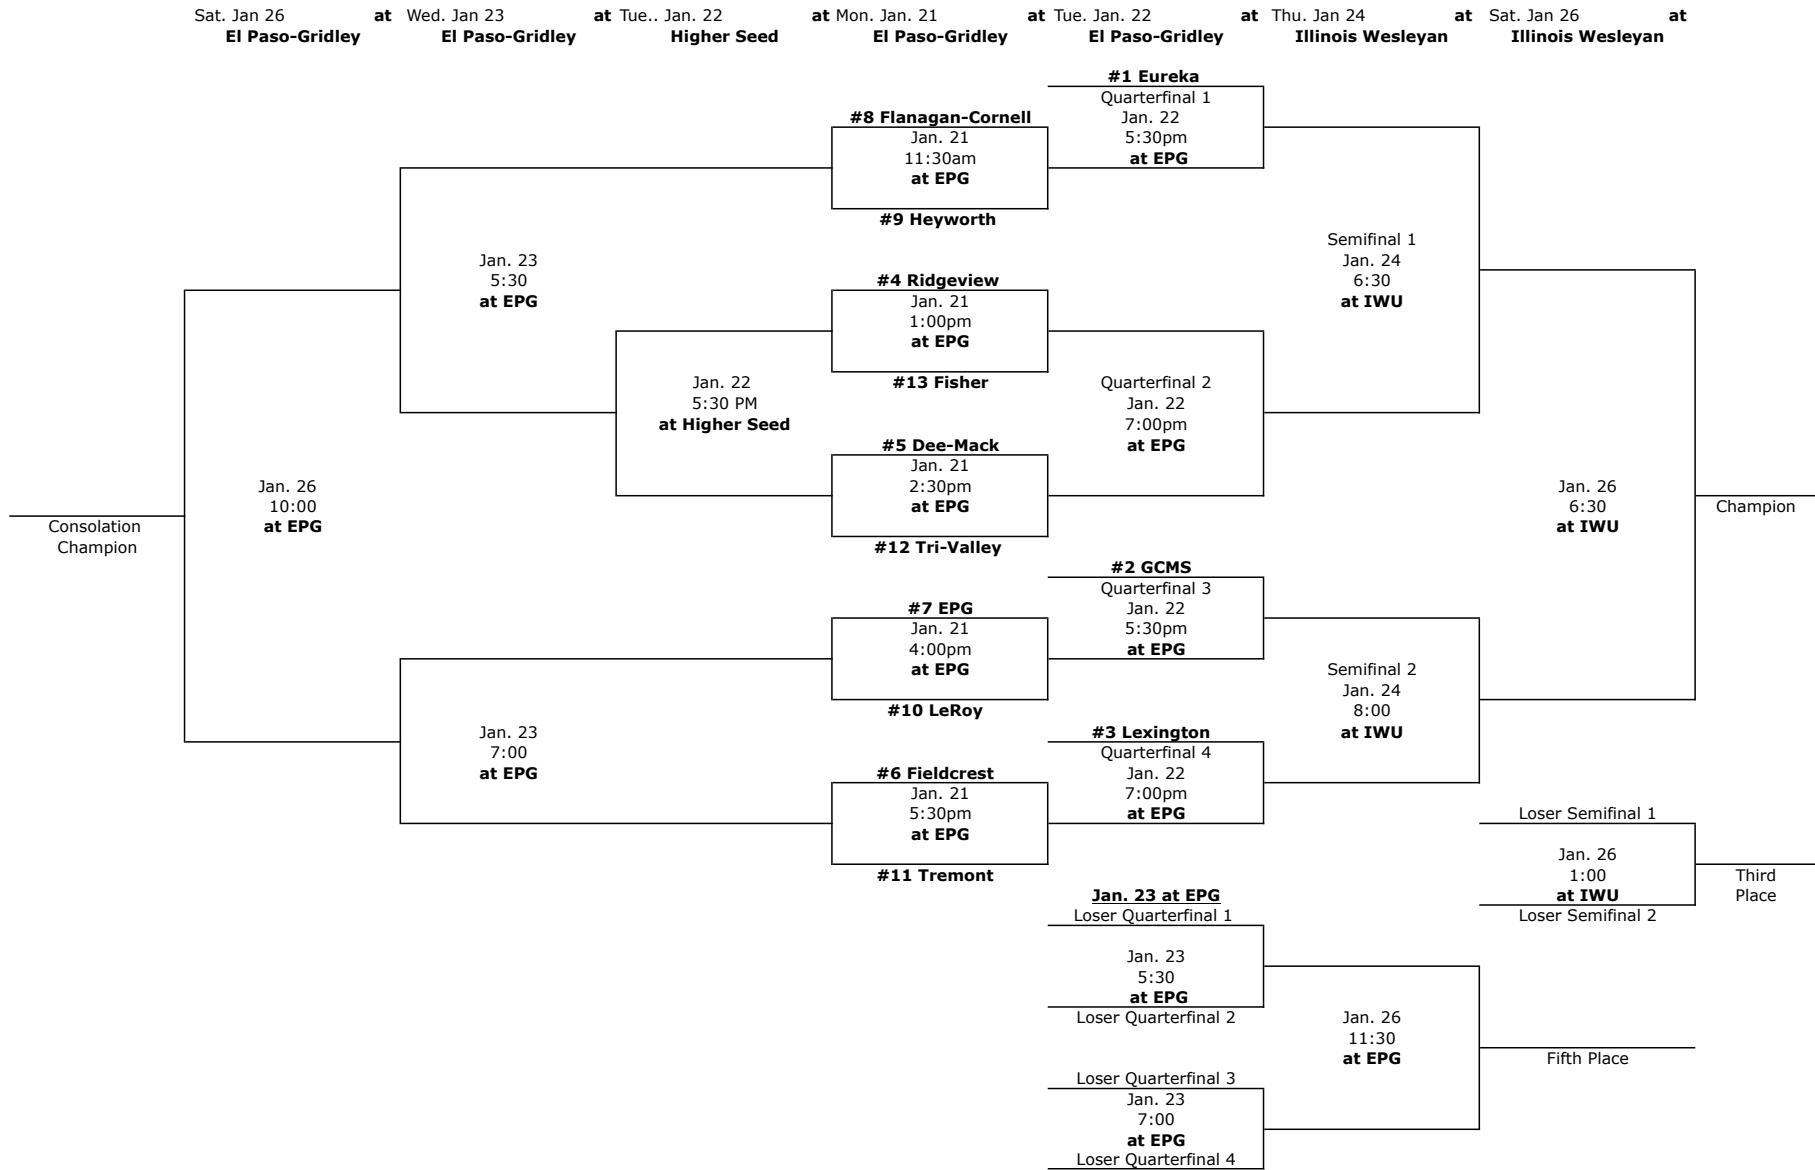 Sat. Jan 26 at Wed. Jan 23 at Tue.. Jan. 22 at Mon. Jan. 21 at Tue. Jan. 22 at Thu. Jan 24 at Sat. Jan 26 at
El Paso-Gridley El Paso-Gridley Higher Seed El Paso-Gridley El Paso-Gridley Illinois Wesleyan Illinois Wesleyan
#1 Eureka
Quarterfinal 1
Jan. 22
5:30pm
at EPG
#8 Flanagan-Cornell
Jan. 21
11:30am
at EPG
#9 Heyworth
Semifinal 1
Jan. 24
6:30
at IWU
Jan. 23
5:30
at EPG
#4 Ridgeview
Jan. 21
1:00pm
at EPG
#13 Fisher
Jan. 22
5:30 PM
at Higher Seed
Quarterfinal 2
Jan. 22
7:00pm
at EPG
#5 Dee-Mack
Jan. 21
2:30pm
at EPG
#12 Tri-Valley
Jan. 26
10:00
at EPG
Consolation
Champion
Jan. 26
6:30
at IWU
Champion
#2 GCMS
Quarterfinal 3
Jan. 22
5:30pm
at EPG
#7 EPG
Jan. 21
4:00pm
at EPG
#10 LeRoy
Semifinal 2
Jan. 24
8:00
at IWU
Jan. 23
7:00
at EPG
#3 Lexington
Quarterfinal 4
Jan. 22
7:00pm
at EPG
#6 Fieldcrest
Jan. 21
5:30pm
at EPG
#11 Tremont
Loser Semifinal 1
Jan. 26
1:00
at IWU
Loser Semifinal 2
Third
Place
Jan. 23 at EPG
Loser Quarterfinal 1
Jan. 23
5:30
at EPG
Loser Quarterfinal 2
Jan. 26
11:30
at EPG
Fifth Place
Loser Quarterfinal 3
Jan. 23
7:00
at EPG
Loser Quarterfinal 4